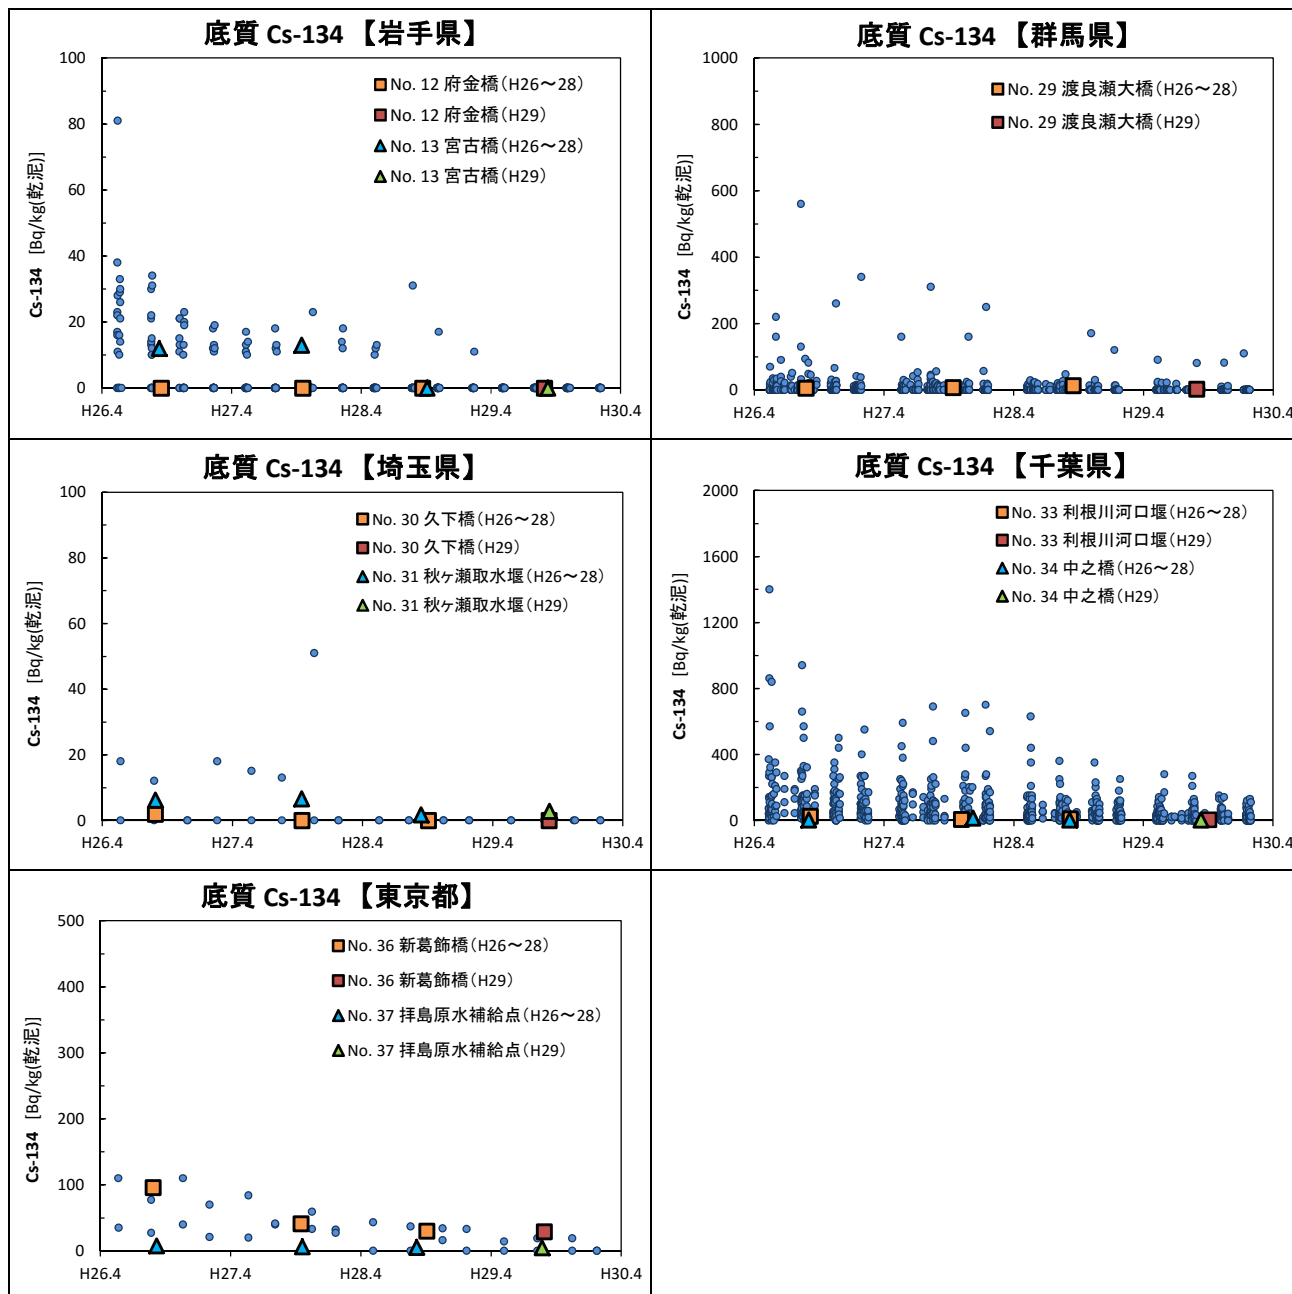 底質 Cs-134 【岩手県】
Cs-134 [Bq/kg(乾泥)]
100
80
60
40
20
0
H26.4 H27.4 H28.4 H29.4 H30.4
No. 12 府金橋(H26～28)
No. 12 府金橋(H29)
No. 13 宮古橋(H26～28)
No. 13 宮古橋(H29)
底質 Cs-134 【群馬県】
Cs-134 [Bq/kg(乾泥)]
1000
800
600
400
200
0
H26.4 H27.4 H28.4 H29.4 H30.4
No. 29 渡良瀬大橋(H26～28)
No. 29 渡良瀬大橋(H29)
底質 Cs-134 【埼玉県】
Cs-134 [Bq/kg(乾泥)]
100
80
60
40
20
0
H26.4 H27.4 H28.4 H29.4 H30.4
No. 30 久下橋(H26～28)
No. 30 久下橋(H29)
No. 31 秋ヶ瀬取水堰(H26～28)
No. 31 秋ヶ瀬取水堰(H29)
底質 Cs-134 【千葉県】
Cs-134 [Bq/kg(乾泥)]
2000
1600
1200
800
400
0
H26.4 H27.4 H28.4 H29.4 H30.4
No. 33 利根川河口堰(H26～28)
No. 33 利根川河口堰(H29)
No. 34 中之橋(H26～28)
No. 34 中之橋(H29)
底質 Cs-134 【東京都】
Cs-134 [Bq/kg(乾泥)]
500
400
300
200
100
0
H26.4 H27.4 H28.4 H29.4 H30.4
No. 36 新葛飾橋(H26～28)
No. 36 新葛飾橋(H29)
No. 37 拝島原水補給点(H26～28)
No. 37 拝島原水補給点(H29)